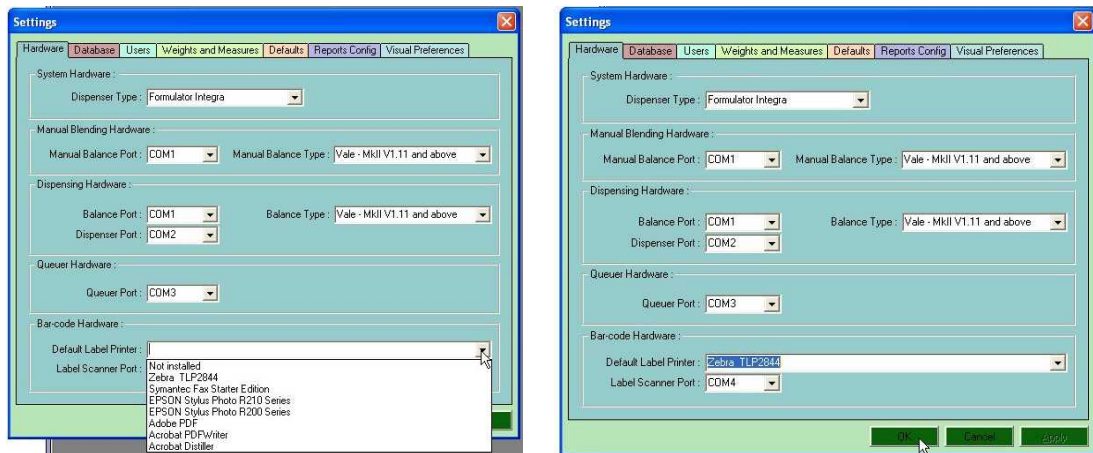 Settings
Hardware Database Users Weights and Measures Defaults Reports Config Visual Preferences
System Hardware :
Dispenser Type : Formulator Integra
Manual Blending Hardware :
Manual Balance Port : COM1 Manual Balance Type : Vale - MkII V1.11 and above
Dispensing Hardware :
Balance Port : COM1 Balance Type : Vale - MkII V1.11 and above
Dispenser Port : COM2
Queuer Hardware :
Queuer Port : COM3
Bar-code Hardware :
Default Label Printer :
Label Scanner Port :
Not installed
Zebra TLP2844
Symantec Fax Starter Edition
EPSON Stylus Photo R210 Series
EPSON Stylus Photo R200 Series
Adobe PDF
Acrobat PDFWriter
Acrobat Distiller
Settings
Hardware Database Users Weights and Measures Defaults Reports Config Visual Preferences
System Hardware :
Dispenser Type : Formulator Integra
Manual Blending Hardware :
Manual Balance Port : COM1 Manual Balance Type : Vale - MkII V1.11 and above
Dispensing Hardware :
Balance Port : COM1 Balance Type : Vale - MkII V1.11 and above
Dispenser Port : COM2
Queuer Hardware :
Queuer Port : COM3
Bar-code Hardware :
Default Label Printer : Zebra TLP2844
Label Scanner Port : COM4
OK Cancel Apply